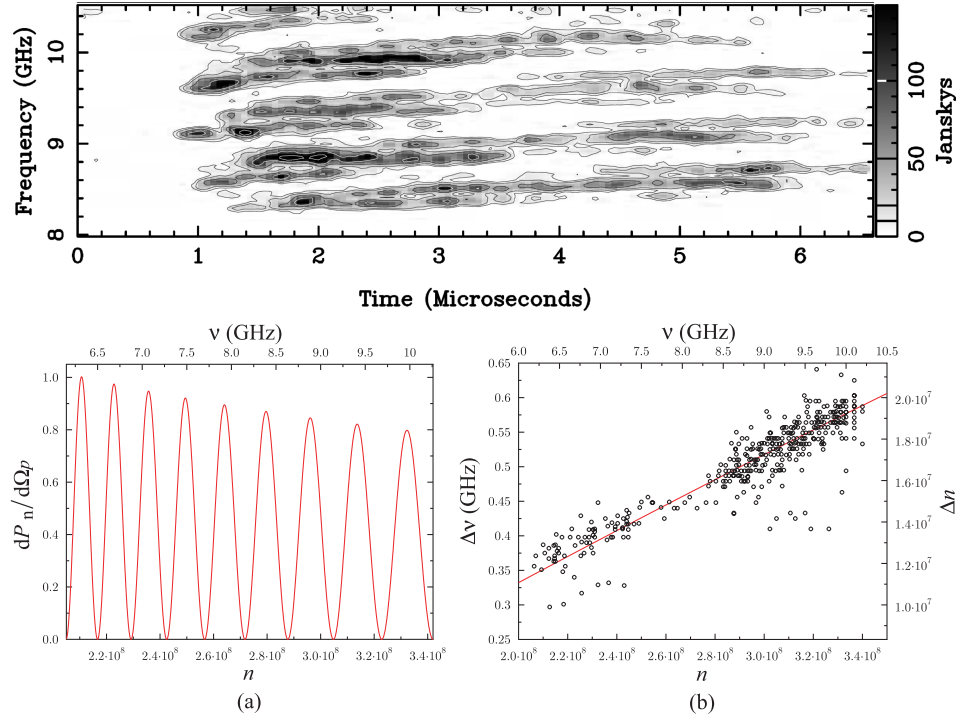 Frequency (GHz)
10
9
8
0 1 2 3 4 5 6
Time (Microseconds)
100
50
0
Janskys
ν (GHz)
6.5 7.0 7.5 8.0 8.5 9.0 9.5 10
1.0
0.8
0.6
0.4
0.2
0.0
dPn/dΩp
2.2·10⁸ 2.4·10⁸ 2.6·10⁸ 2.8·10⁸ 3.0·10⁸ 3.2·10⁸
n
(a)
ν (GHz)
6.0 6.5 7.0 7.5 8.0 8.5 9.0 9.5 10.0 10.5
0.65
0.6
0.55
0.5
0.45
0.4
0.35
0.3
0.25
Δν (GHz)
2.0·10⁷
1.8·10⁷
1.6·10⁷
1.4·10⁷
1.2·10⁷
1.0·10⁷
Δn
2.0·10⁸ 2.2·10⁸ 2.4·10⁸ 2.6·10⁸ 2.8·10⁸ 3.0·10⁸ 3.2·10⁸ 3.4·10⁸
n
(b)